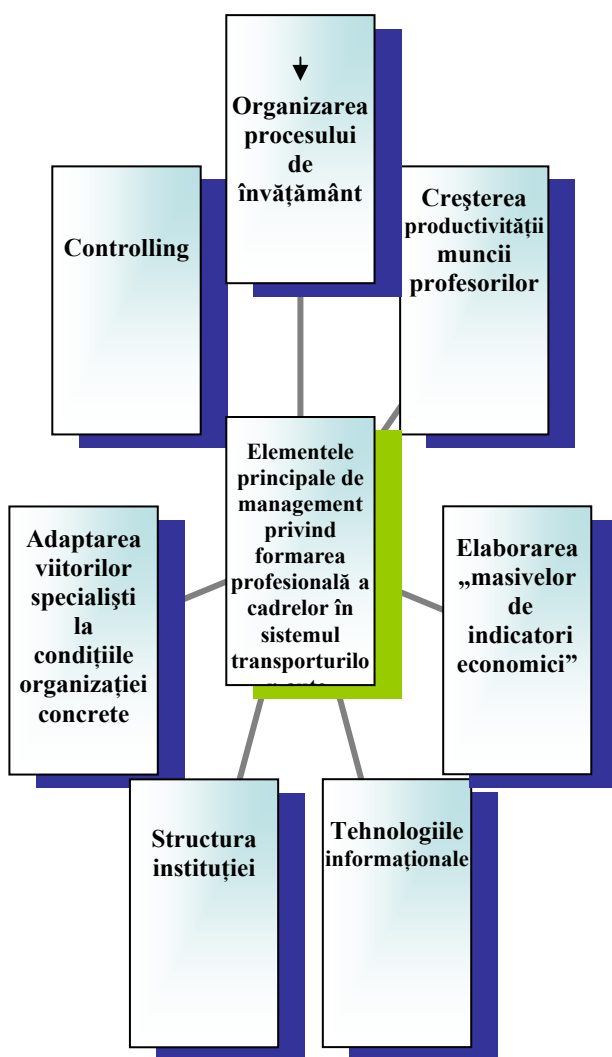 Organizarea
procesului
de
învățământ
Controlling
Creşterea
productivității
muncii
profesorilor
Elementele
principale de
management
privind
formarea
profesională a
cadrelor în
sistemul
transporturilo
Adaptarea
viitorilor
specialişti
la
condițiile
organizației
concrete
Elaborarea
„masivelor
de
indicatori
economici”
Structura
instituției
Tehnologiile
informaționale